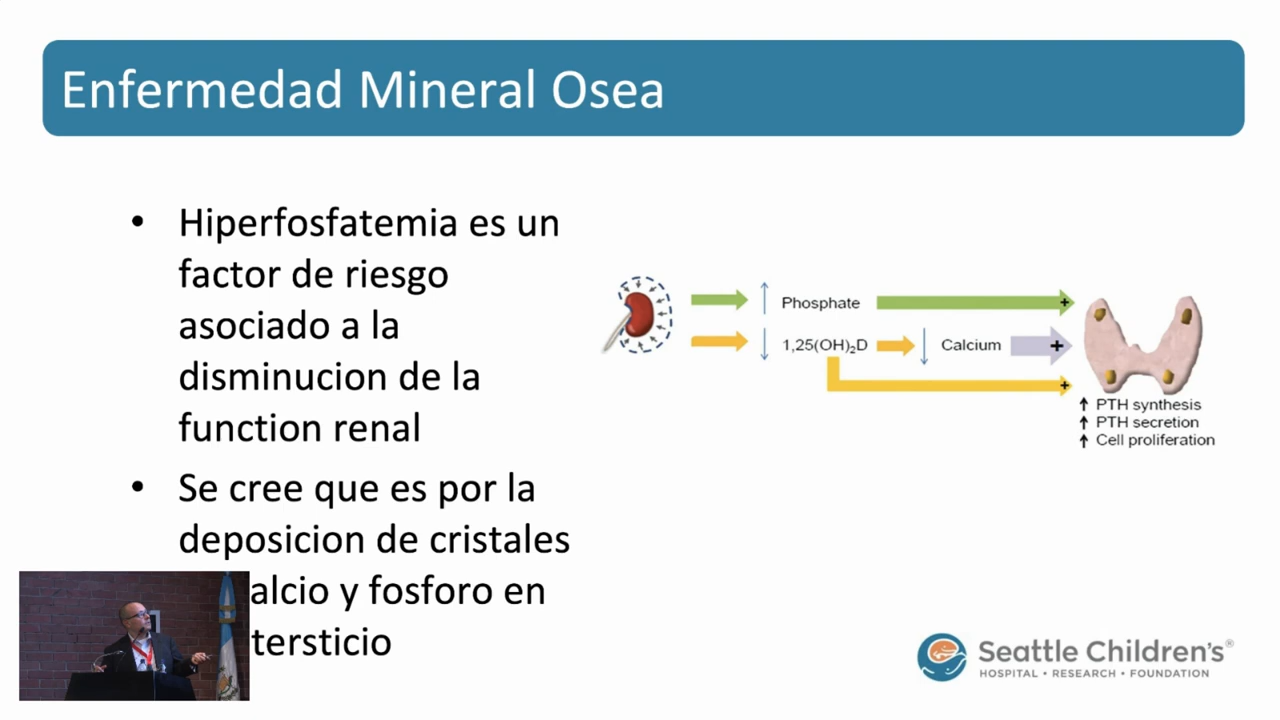 Enfermedad Mineral Osea
• Hiperfosfatemia es un
factor de riesgo
asociado a la
disminucion de la
function renal
• Se cree que es por la
deposicion de cristales
alcio y fosforo en
tersticio
Phosphate
1,25(OH)₂D
Calcium
+
+
+
PTH synthesis
PTH secretion
Cell proliferation
Seattle Children's®
HOSPITAL • RESEARCH • FOUNDATION